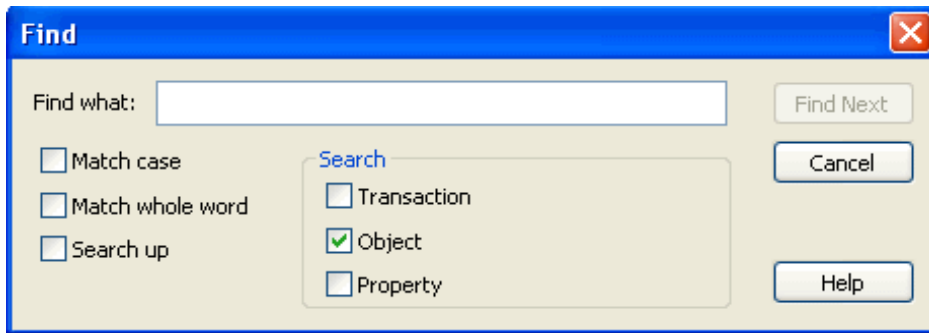 Find
Find what:
Find Next
Match case
Search
Cancel
Match whole word
Transaction
Search up
Object
Property
Help